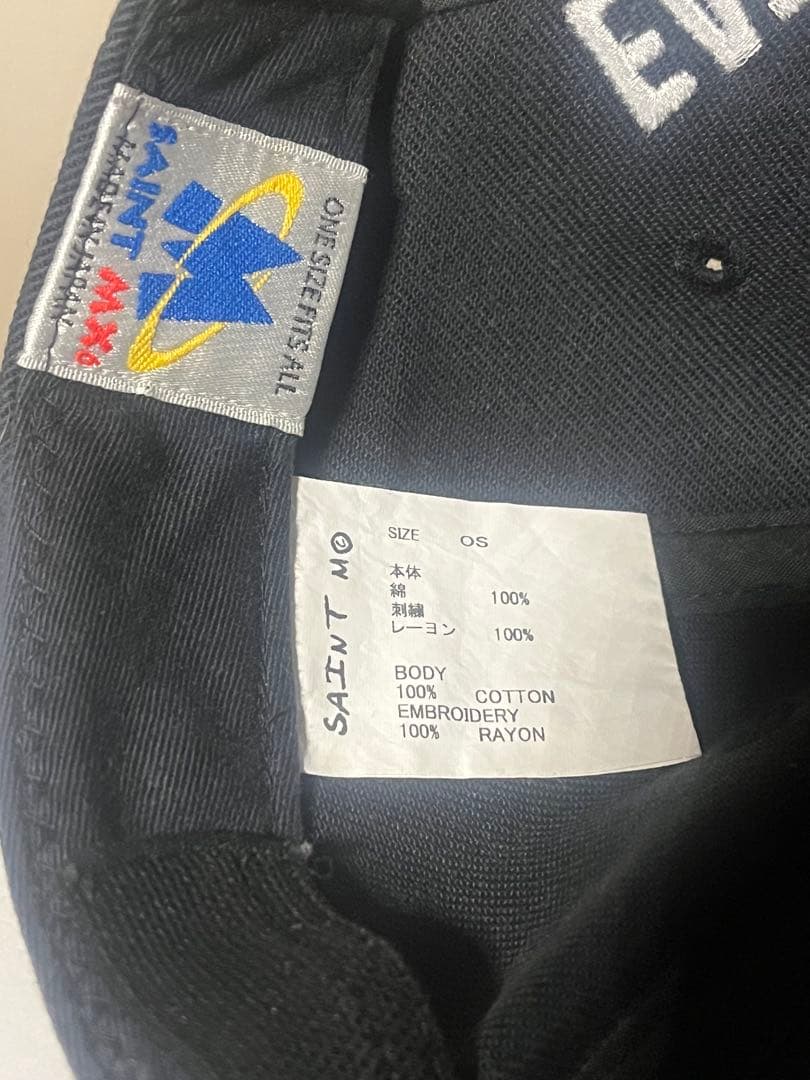 ONE SIZE FITS ALL
SAINT MX6
MADE IN JAPAN
SAINT M©
SIZE OS
本体
綿 100%
刺繍
レーヨン 100%
BODY
100% COTTON
EMBROIDERY
100% RAYON